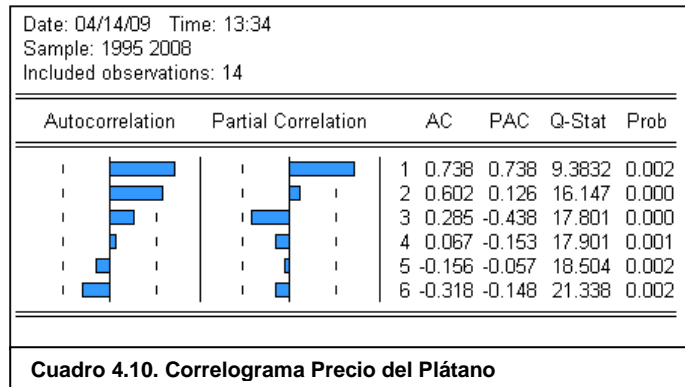 Date: 04/14/09 Time: 13:34
Sample: 1995 2008
Included observations: 14
Autocorrelation Partial Correlation AC PAC Q-Stat Prob
1 0.738 0.738 9.3832 0.002
2 0.602 0.126 16.147 0.000
3 0.285 -0.438 17.801 0.000
4 0.067 -0.153 17.901 0.001
5 -0.156 -0.057 18.504 0.002
6 -0.318 -0.148 21.338 0.002
Cuadro 4.10. Correlograma Precio del Plátano